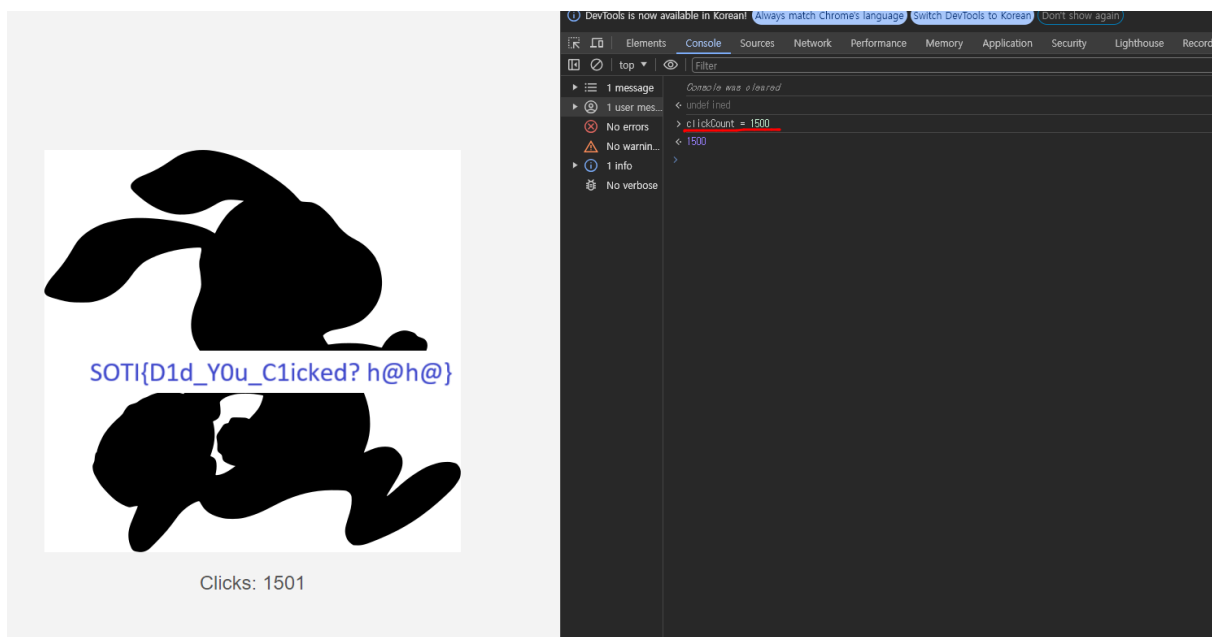 SOTI{D1d_Y0u_C1icked? h@h@}
Clicks: 1501
DevTools is now available in Korean! Always match Chrome's language Switch DevTools to Korean Don't show again
Elements Console Sources Network Performance Memory Application Security Lighthouse Record
top Filter
1 message
1 user mes...
No errors
No warnin...
1 info
No verbose
Console was cleared
undefined
clickCount = 1500
1500